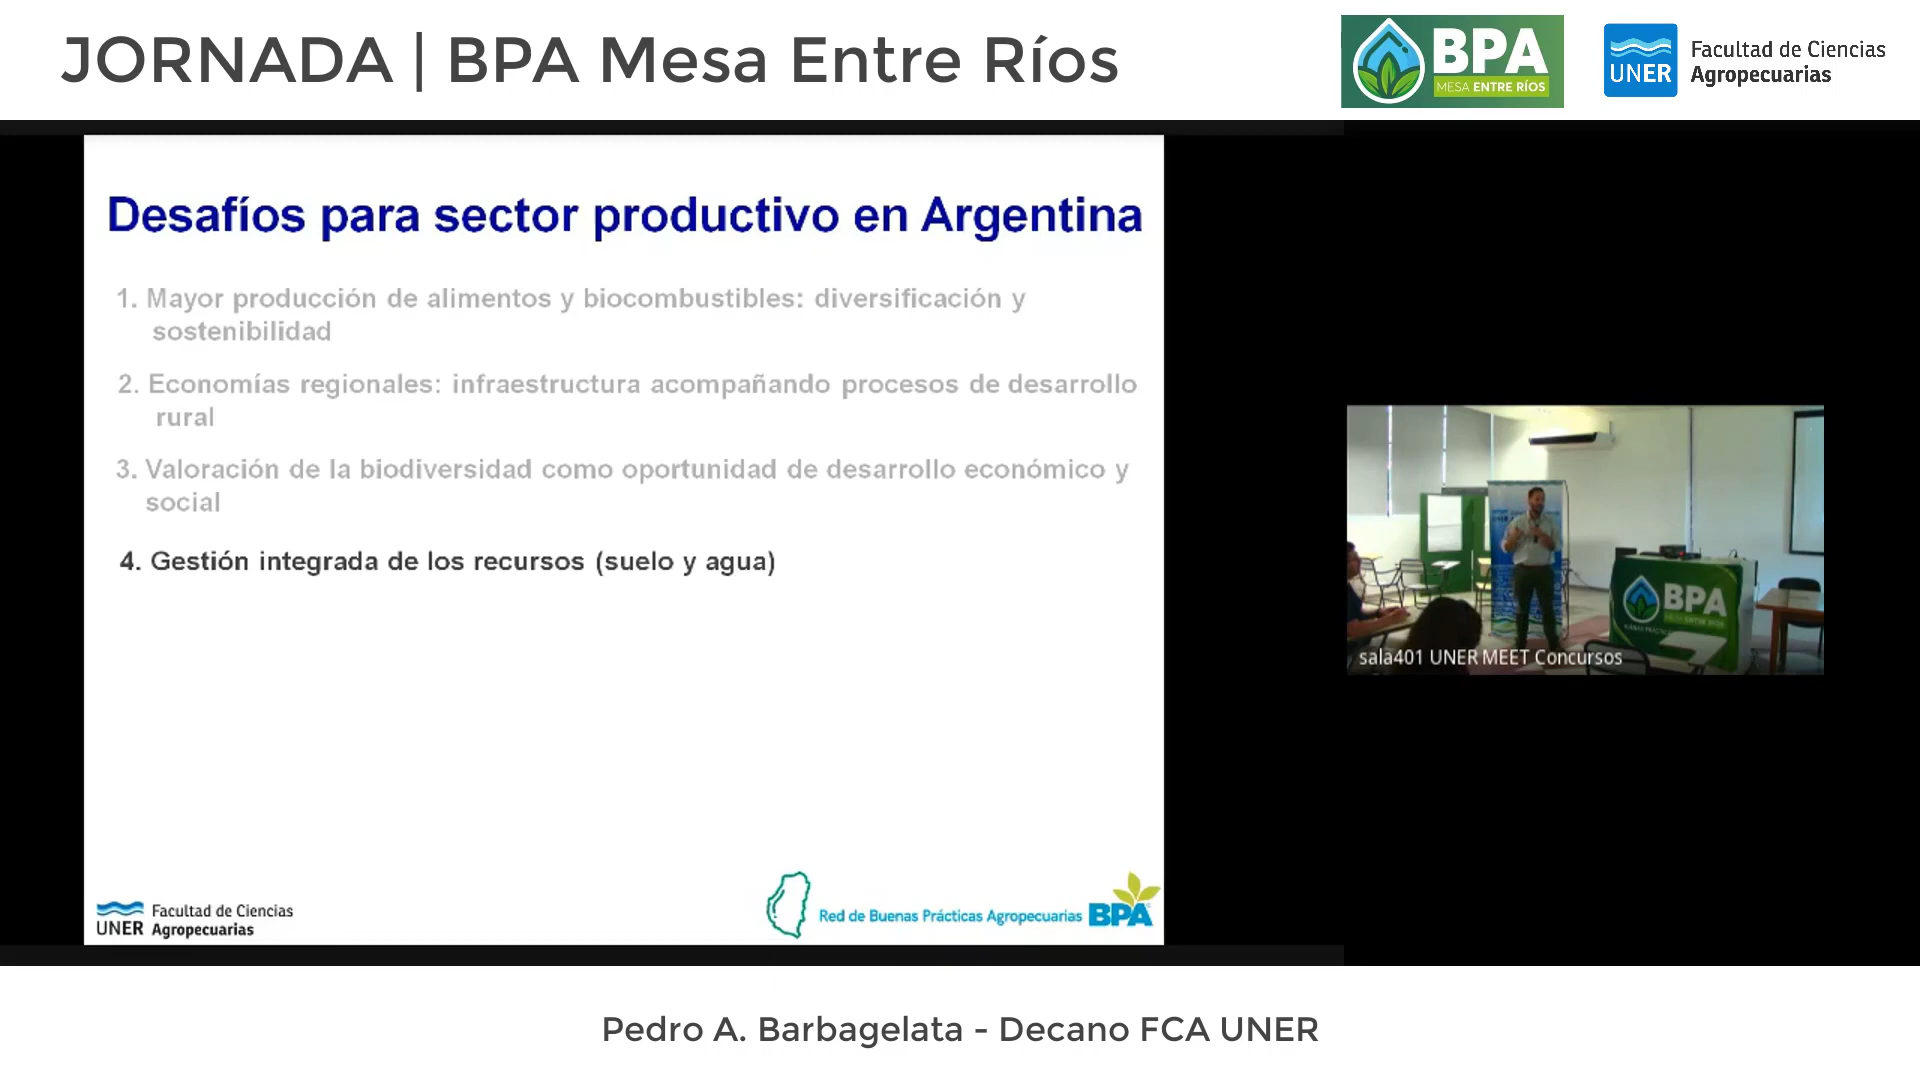 JORNADA | BPA Mesa Entre Ríos
BPA
MESA ENTRE RÍOS
UNER
Facultad de Ciencias
Agropecuarias
Desafíos para sector productivo en Argentina
1. Mayor producción de alimentos y biocombustibles: diversificación y
sostenibilidad
2. Economías regionales: infraestructura acompañando procesos de desarrollo
rural
3. Valoración de la biodiversidad como oportunidad de desarrollo económico y
social
4. Gestión integrada de los recursos (suelo y agua)
BPA
MESA ENTRE RÍOS
sala401 UNER MEET Concursos
UNER
Facultad de Ciencias
Agropecuarias
Red de Buenas Prácticas Agropecuarias BPA
Pedro A. Barbagelata - Decano FCA UNER